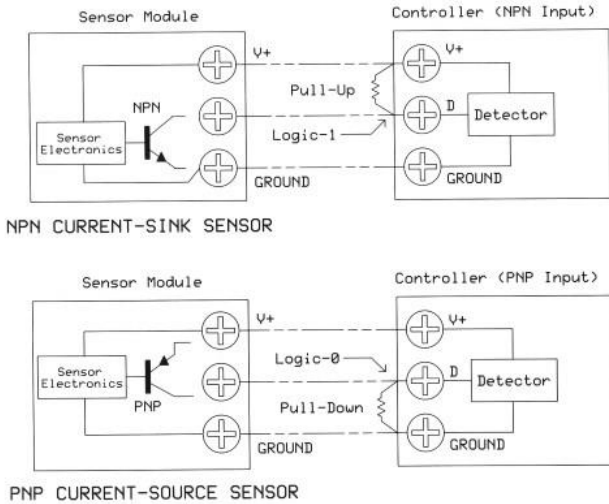 Sensor Module
Controller (NPN Input)
V+
V+
Pull-Up
NPN
D
Detector
Sensor
Electronics
Logic-1
GROUND
GROUND
NPN CURRENT-SINK SENSOR
Sensor Module
Controller (PNP Input)
V+
V+
Logic-0
D
Sensor
Electronics
Detector
PNP
Pull-Down
GROUND
GROUND
PNP CURRENT-SOURCE SENSOR